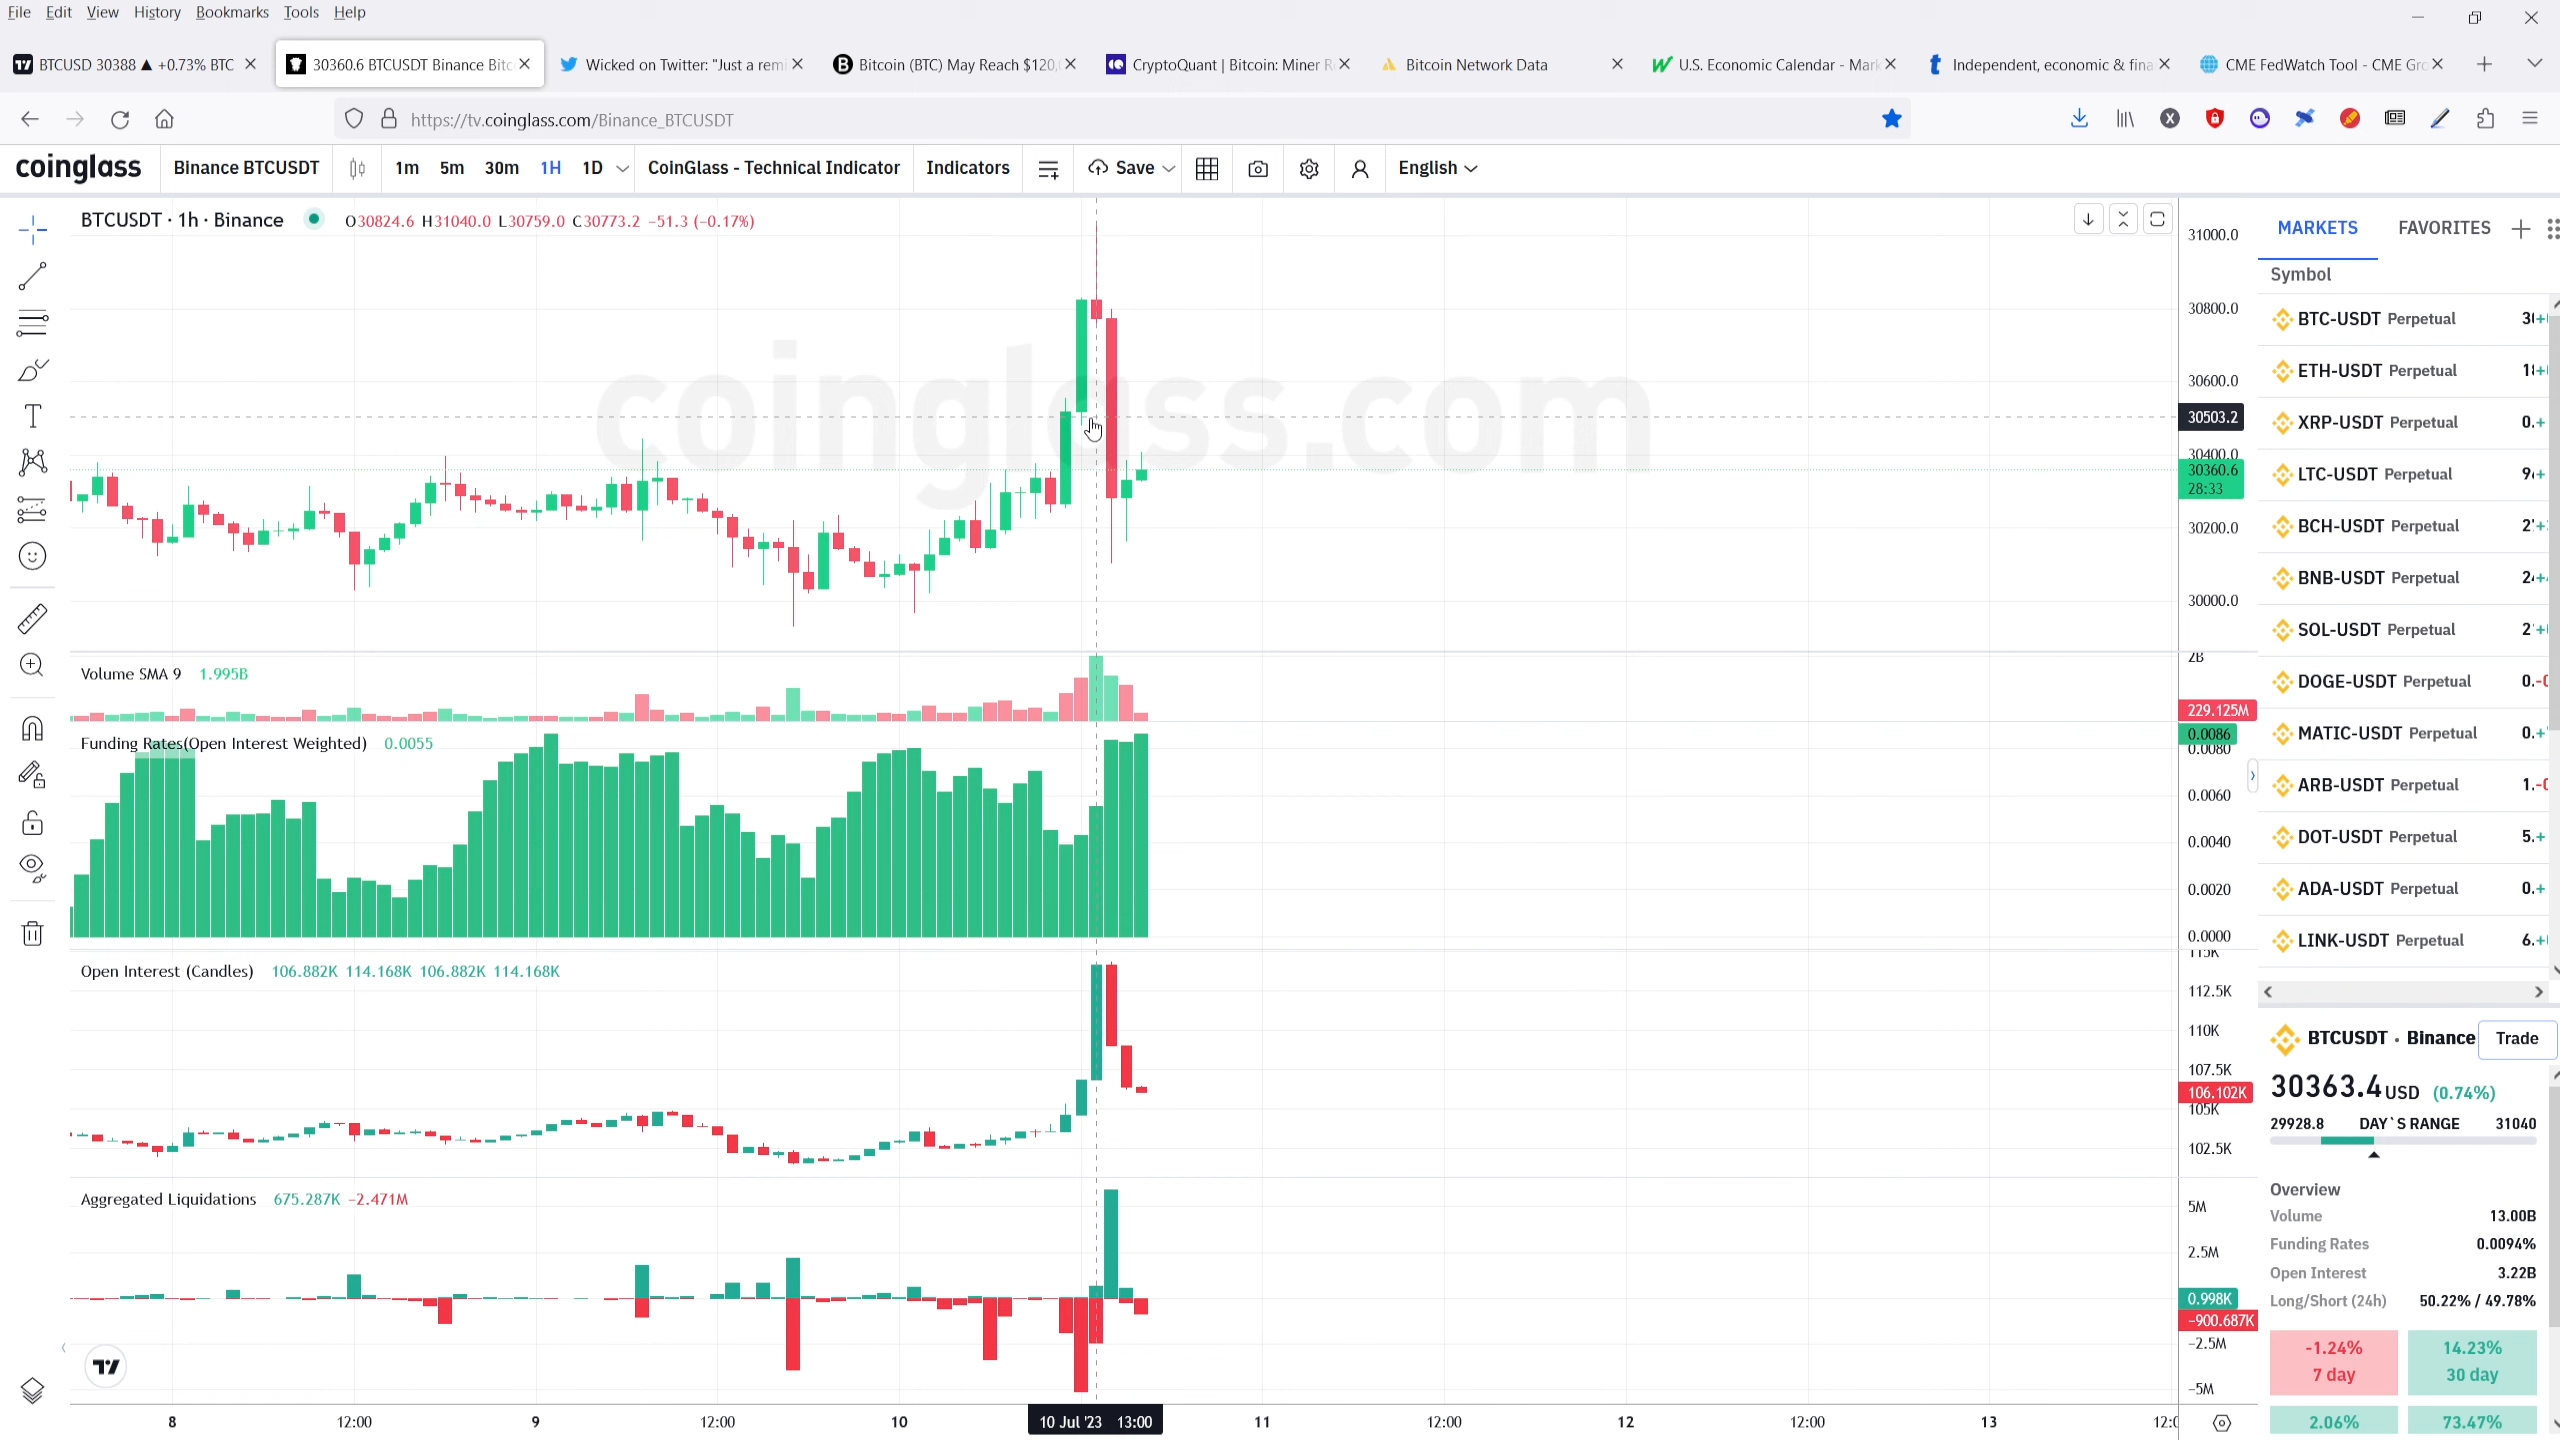 File Edit View History Bookmarks Tools Help
BTCUSD 30388 ▲ +0.73% BTC
30360.6 BTCUSDT Binance Bitc
Wicked on Twitter: "Just a rem
Bitcoin (BTC) May Reach $120,
CryptoQuant | Bitcoin: Miner R
Bitcoin Network Data
U.S. Economic Calendar - Mark
Independent, economic & fina
CME FedWatch Tool - CME Gro
https://tv.coinglass.com/Binance_BTCUSDT
coinglass Binance BTCUSDT 1m 5m 30m 1H 1D CoinGlass - Technical Indicator Indicators Save English
BTCUSDT · 1h · Binance O30824.6 H31040.0 L30759.0 C30773.2 −51.3 (−0.17%)
coinglass.com
31000.0
30800.0
30600.0
30503.2
30400.0
30360.6
28:33
30200.0
30000.0
Volume SMA 9 1.995B
2B
229.125M
Funding Rates(Open Interest Weighted) 0.0055
0.0086
0.0080
0.0060
0.0040
0.0020
0.0000
Open Interest (Candles) 106.882K 114.168K 106.882K 114.168K
115K
112.5K
110K
107.5K
106.102K
105K
102.5K
Aggregated Liquidations 675.287K −2.471M
5M
2.5M
0.998K
−900.687K
−2.5M
−5M
8 12:00 9 12:00 10 10 Jul '23 13:00 11 12:00 12 12:00 13
MARKETS FAVORITES
Symbol
BTC-USDT Perpetual
ETH-USDT Perpetual
XRP-USDT Perpetual
LTC-USDT Perpetual
BCH-USDT Perpetual
BNB-USDT Perpetual
SOL-USDT Perpetual
DOGE-USDT Perpetual
MATIC-USDT Perpetual
ARB-USDT Perpetual
DOT-USDT Perpetual
ADA-USDT Perpetual
LINK-USDT Perpetual
BTCUSDT · Binance Trade
30363.4 USD (0.74%)
29928.8 DAY`S RANGE 31040
Overview
Volume 13.00B
Funding Rates 0.0094%
Open Interest 3.22B
Long/Short (24h) 50.22% / 49.78%
-1.24% 14.23%
7 day 30 day
2.06% 73.47%